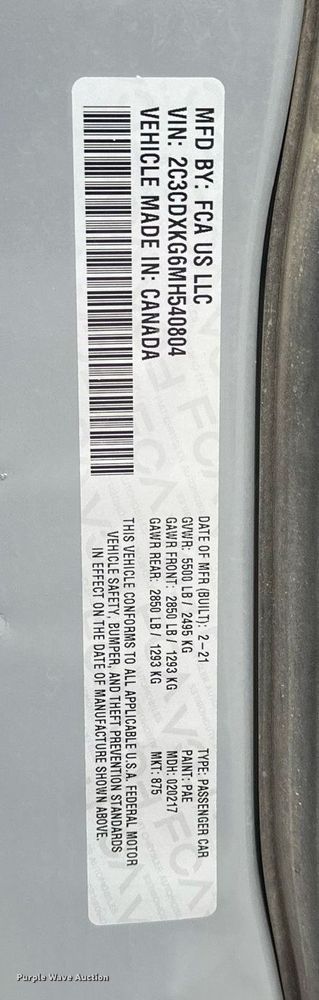 MFD BY: FCA US LLC
VIN: 2C3CDXKG6MH540804
VEHICLE MADE IN: CANADA
DATE OF MFR (BUILT): 2-21
GVWR: 5500 LB / 2495 KG
GAWR FRONT: 2850 LB / 1293 KG
GAWR REAR: 2850 LB / 1293 KG
TYPE: PASSENGER CAR
PAINT: PAE
MDH: 020217
MKT: 875
THIS VEHICLE CONFORMS TO ALL APPLICABLE U.S.A. FEDERAL MOTOR
VEHICLE SAFETY, BUMPER, AND THEFT PREVENTION STANDARDS
IN EFFECT ON THE DATE OF MANUFACTURE SHOWN ABOVE.
FCA
FCA
Purple Wave Auction